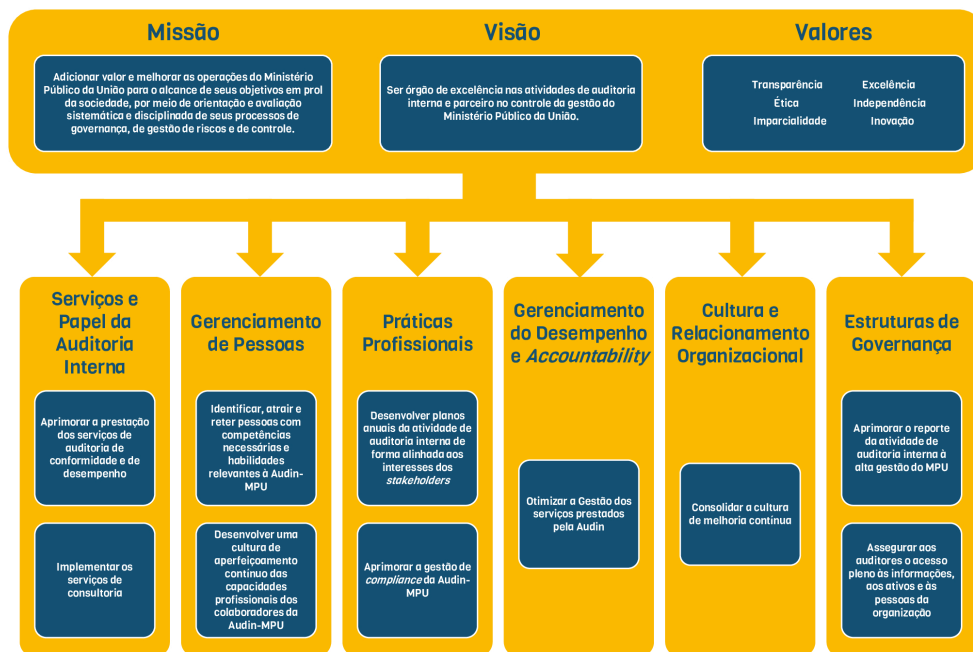 Missão
Adicionar valor e melhorar as operações do Ministério
Público da União para o alcance de seus objetivos em prol
da sociedade, por meio de orientação e avaliação
sistemática e disciplinada de seus processos de
governança, de gestão de riscos e de controle.
Visão
Ser órgão de excelência nas atividades de auditoria
interna e parceiro no controle da gestão do
Ministério Público da União.
Valores
Transparência
Ética
Imparcialidade
Excelência
Independência
Inovação
Serviços e
Papel da
Auditoria
Interna
Aprimorar a prestação
dos serviços de
auditoria de
conformidade e de
desempenho
Implementar os
serviços de
consultoria
Gerenciamento
de Pessoas
Identificar, atrair e
reter pessoas com
competências
necessárias e
habilidades
relevantes à Audin-
MPU
Desenvolver uma
cultura de
aperfeiçoamento
contínuo das
capacidades
profissionais dos
colaboradores da
Audin-MPU
Práticas
Profissionais
Desenvolver planos
anuais da atividade de
auditoria interna de
forma alinhada aos
interesses dos
stakeholders
Aprimorar a gestão de
compliance da Audin-
MPU
Gerenciamento
do Desempenho
e Accountability
Otimizar a Gestão dos
serviços prestados
pela Audin
Cultura e
Relacionamento
Organizacional
Consolidar a cultura
de melhoria contínua
Estruturas de
Governança
Aprimorar o reporte
da atividade de
auditoria interna à
alta gestão do MPU
Assegurar aos
auditores o acesso
pleno às informações,
aos ativos e às
pessoas da
organização